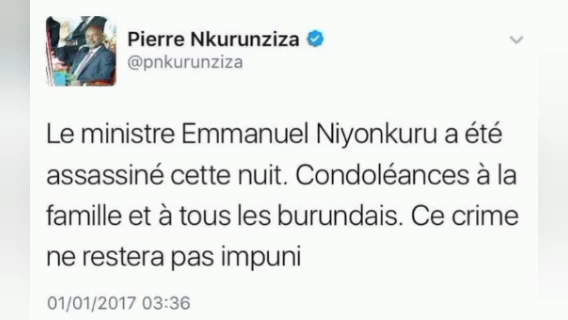 Pierre Nkurunziza
@pnkurunziza
Le ministre Emmanuel Niyonkuru a été
assassiné cette nuit. Condoléances à la
famille et à tous les burundais. Ce crime
ne restera pas impuni
01/01/2017 03:36